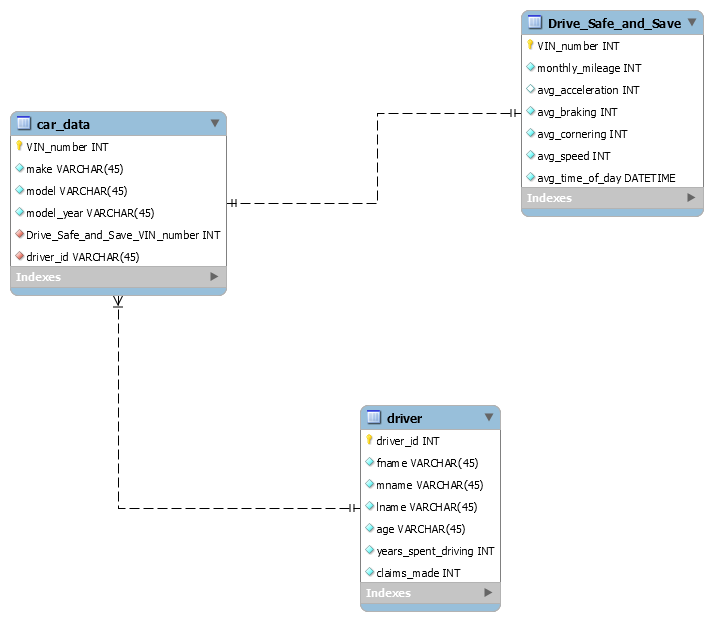 Drive_Safe_and_Save
VIN_number INT
monthly_mileage INT
avg_acceleration INT
avg_braking INT
avg_cornering INT
avg_speed INT
avg_time_of_day DATETIME
Indexes
car_data
VIN_number INT
make VARCHAR(45)
model VARCHAR(45)
model_year VARCHAR(45)
Drive_Safe_and_Save_VIN_number INT
driver_id VARCHAR(45)
Indexes
driver
driver_id INT
fname VARCHAR(45)
mname VARCHAR(45)
lname VARCHAR(45)
age VARCHAR(45)
years_spent_driving INT
claims_made INT
Indexes